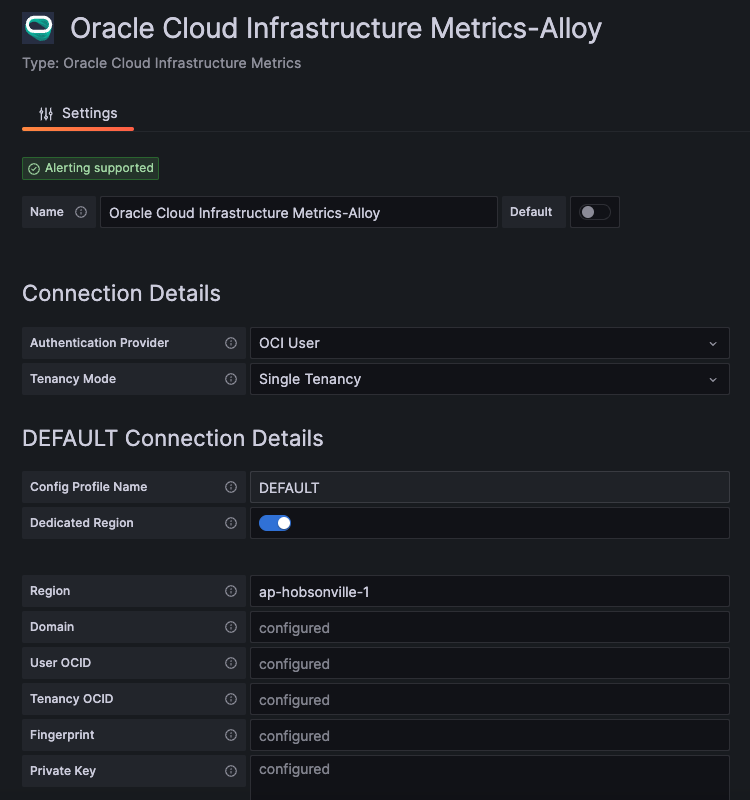 Oracle Cloud Infrastructure Metrics-Alloy
Type: Oracle Cloud Infrastructure Metrics
Settings
Alerting supported
Name Oracle Cloud Infrastructure Metrics-Alloy Default
Connection Details
Authentication Provider OCI User
Tenancy Mode Single Tenancy
DEFAULT Connection Details
Config Profile Name DEFAULT
Dedicated Region
Region ap-hobsonville-1
Domain configured
User OCID configured
Tenancy OCID configured
Fingerprint configured
Private Key configured